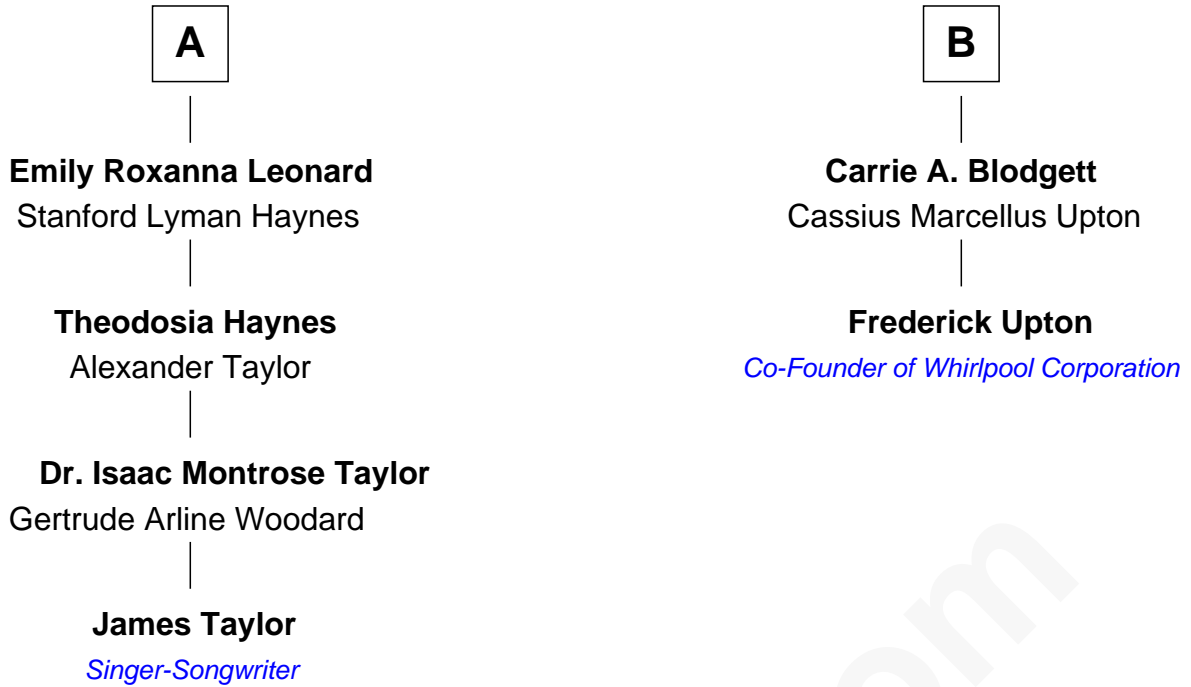 A
Emily Roxanna Leonard
Stanford Lyman Haynes
Theodosia Haynes
Alexander Taylor
Dr. Isaac Montrose Taylor
Gertrude Arline Woodard
James Taylor
Singer-Songwriter
B
Carrie A. Blodgett
Cassius Marcellus Upton
Frederick Upton
Co-Founder of Whirlpool Corporation
om